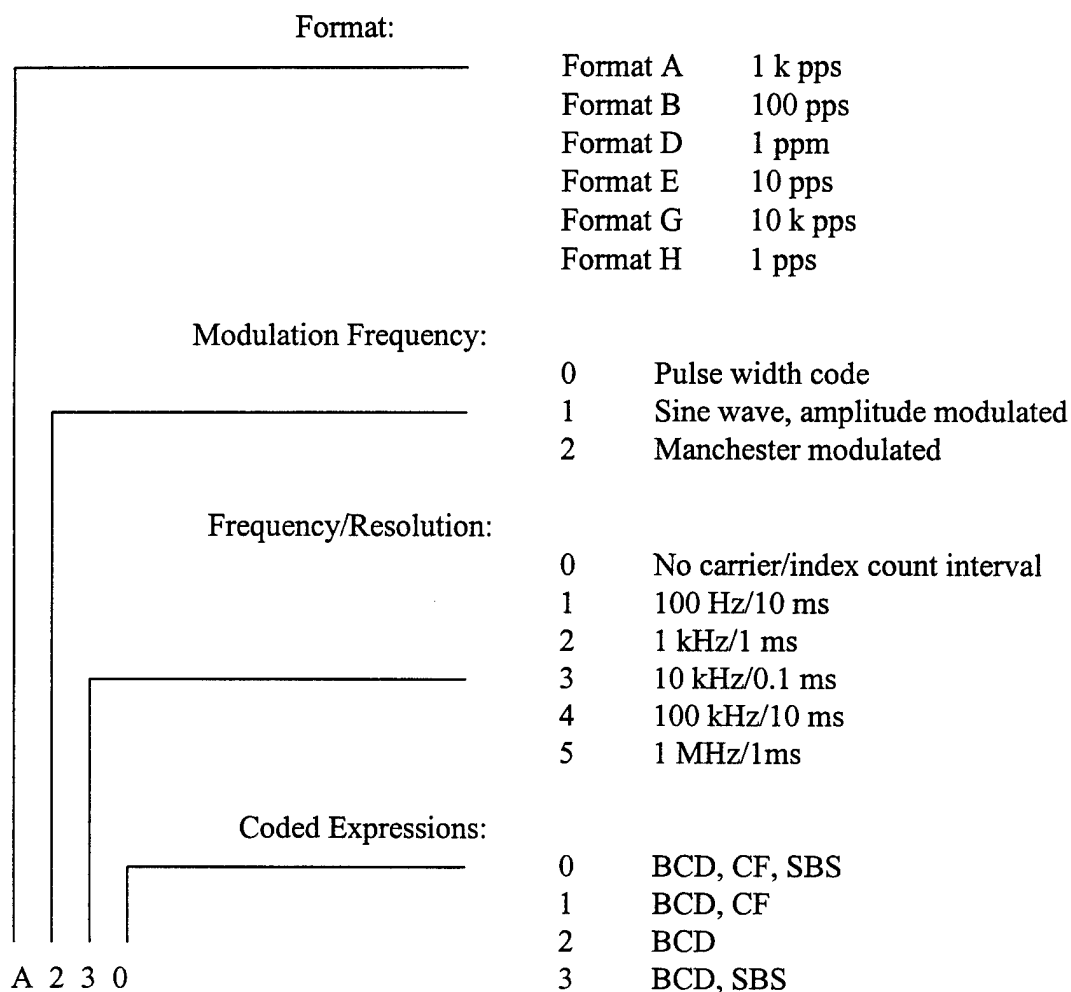 Format:
Format A 1 k pps
Format B 100 pps
Format D 1 ppm
Format E 10 pps
Format G 10 k pps
Format H 1 pps
Modulation Frequency:
0 Pulse width code
1 Sine wave, amplitude modulated
2 Manchester modulated
Frequency/Resolution:
0 No carrier/index count interval
1 100 Hz/10 ms
2 1 kHz/1 ms
3 10 kHz/0.1 ms
4 100 kHz/10 ms
5 1 MHz/1ms
Coded Expressions:
0 BCD, CF, SBS
1 BCD, CF
2 BCD
3 BCD, SBS
A 2 3 0